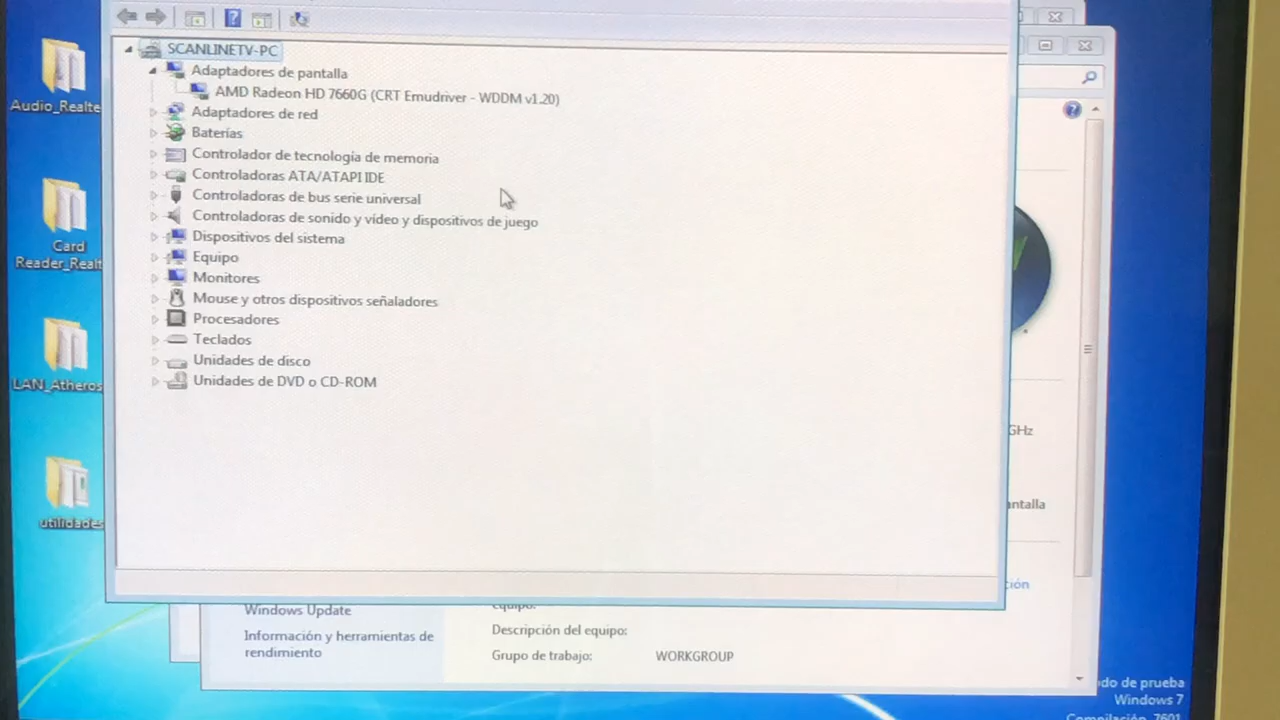 SCANLINETV-PC
Adaptadores de pantalla
AMD Radeon HD 7660G (CRT Emudriver - WDDM v1.20)
Adaptadores de red
Baterías
Controlador de tecnología de memoria
Controladoras ATA/ATAPI IDE
Controladoras de bus serie universal
Controladoras de sonido y vídeo y dispositivos de juego
Dispositivos del sistema
Equipo
Monitores
Mouse y otros dispositivos señaladores
Procesadores
Teclados
Unidades de disco
Unidades de DVD o CD-ROM
Audio_Realte
Card
Reader_Realt
LAN_Atheros
utilidades
GHz
antalla
ión
Windows Update
Información y herramientas de
rendimiento
equipo:
Descripción del equipo:
Grupo de trabajo: WORKGROUP
do de prueba
Windows 7
Compilación 7601